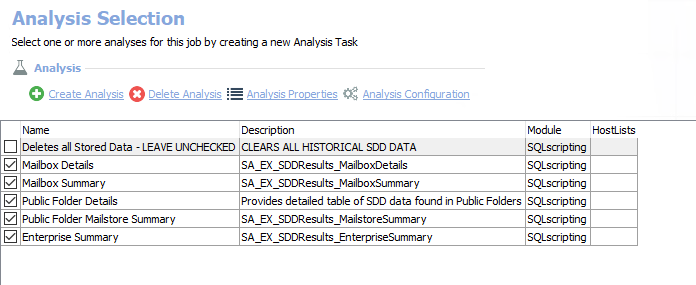 Analysis Selection
Select one or more analyses for this job by creating a new Analysis Task
Analysis
Create Analysis Delete Analysis Analysis Properties Analysis Configuration
Name Description Module HostLists
Deletes all Stored Data - LEAVE UNCHECKED CLEARS ALL HISTORICAL SDD DATA SQLscripting
Mailbox Details SA_EX_SDDResults_MailboxDetails SQLscripting
Mailbox Summary SA_EX_SDDResults_MailboxSummary SQLscripting
Public Folder Details Provides detailed table of SDD data found in Public Folders SQLscripting
Public Folder Mailstore Summary SA_EX_SDDResults_MailstoreSummary SQLscripting
Enterprise Summary SA_EX_SDDResults_EnterpriseSummary SQLscripting